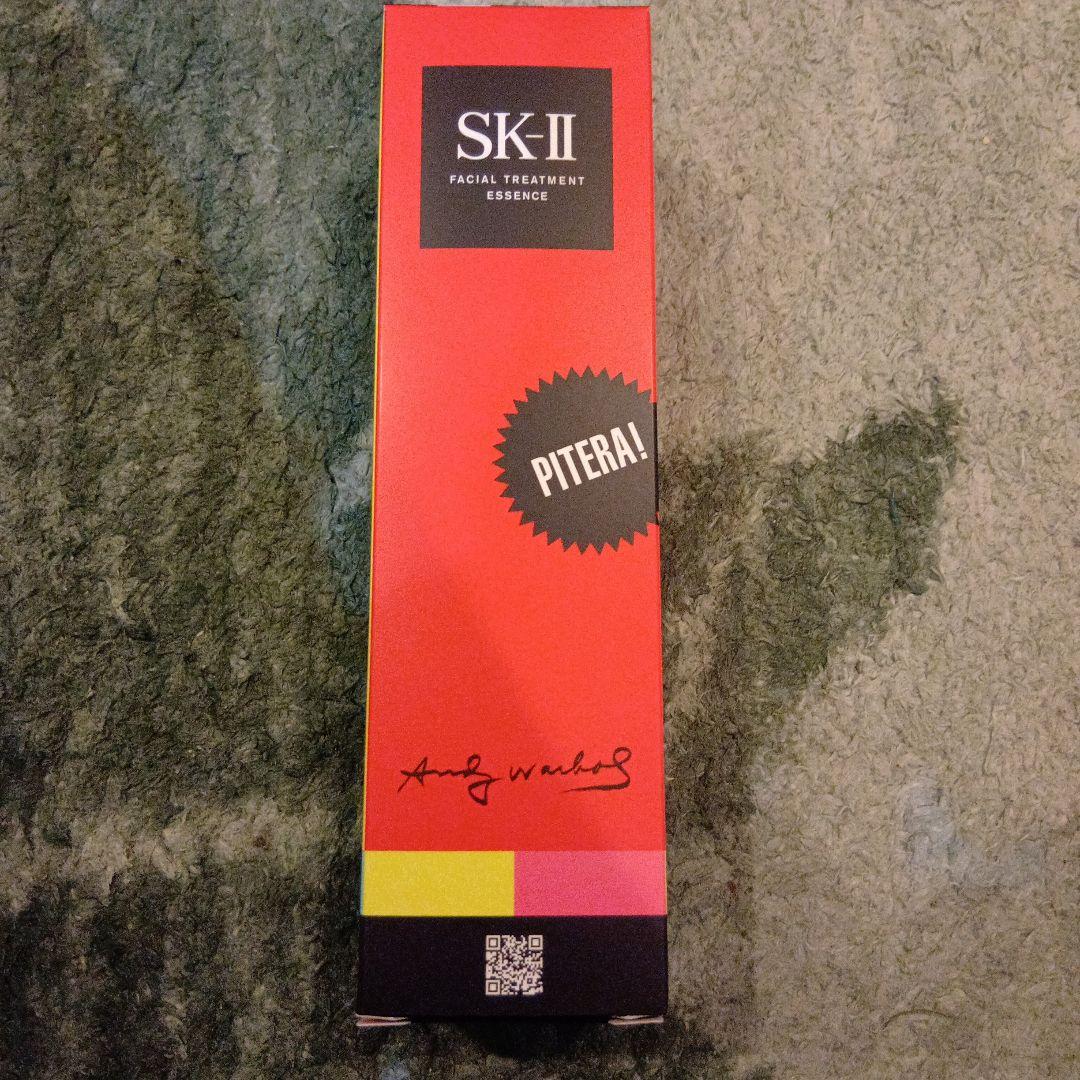 SK-II
FACIAL TREATMENT
ESSENCE
PITERA!
Andy Warhol